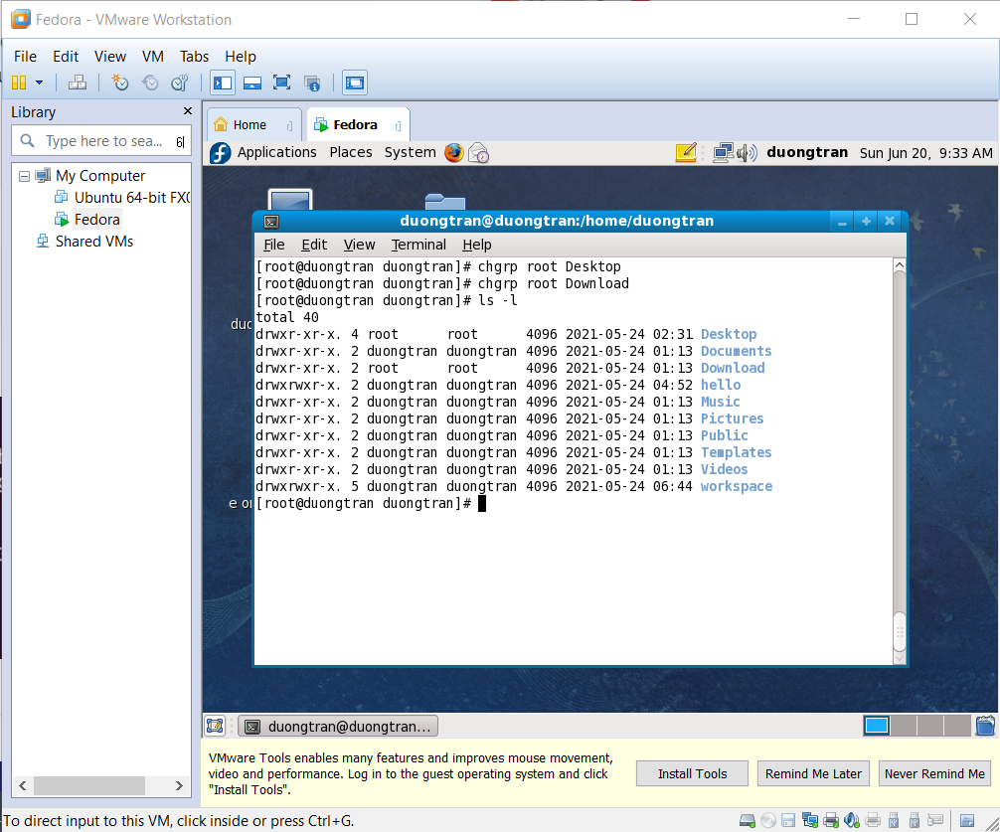 Fedora - VMware Workstation
File Edit View VM Tabs Help
Library
Type here to sea...
My Computer
Ubuntu 64-bit FX
Fedora
Shared VMs
Home
Fedora
Applications Places System
duongtran Sun Jun 20, 9:33 AM
duongtran@duongtran:/home/duongtran
File Edit View Terminal Help
[root@duongtran duongtran]# chgrp root Desktop
[root@duongtran duongtran]# chgrp root Download
[root@duongtran duongtran]# ls -l
total 40
drwxr-xr-x. 4 root      root      4096 2021-05-24 02:31 Desktop
drwxr-xr-x. 2 duongtran duongtran 4096 2021-05-24 01:13 Documents
drwxr-xr-x. 2 root      root      4096 2021-05-24 01:13 Download
drwxrwxr-x. 2 duongtran duongtran 4096 2021-05-24 04:52 hello
drwxr-xr-x. 2 duongtran duongtran 4096 2021-05-24 01:13 Music
drwxr-xr-x. 2 duongtran duongtran 4096 2021-05-24 01:13 Pictures
drwxr-xr-x. 2 duongtran duongtran 4096 2021-05-24 01:13 Public
drwxr-xr-x. 2 duongtran duongtran 4096 2021-05-24 01:13 Templates
drwxr-xr-x. 2 duongtran duongtran 4096 2021-05-24 01:13 Videos
drwxrwxr-x. 5 duongtran duongtran 4096 2021-05-24 06:44 workspace
[root@duongtran duongtran]#
duo
e o
duongtran@duongtran...
VMware Tools enables many features and improves mouse movement,
video and performance. Log in to the guest operating system and click
"Install Tools".
Install Tools
Remind Me Later
Never Remind Me
To direct input to this VM, click inside or press Ctrl+G.